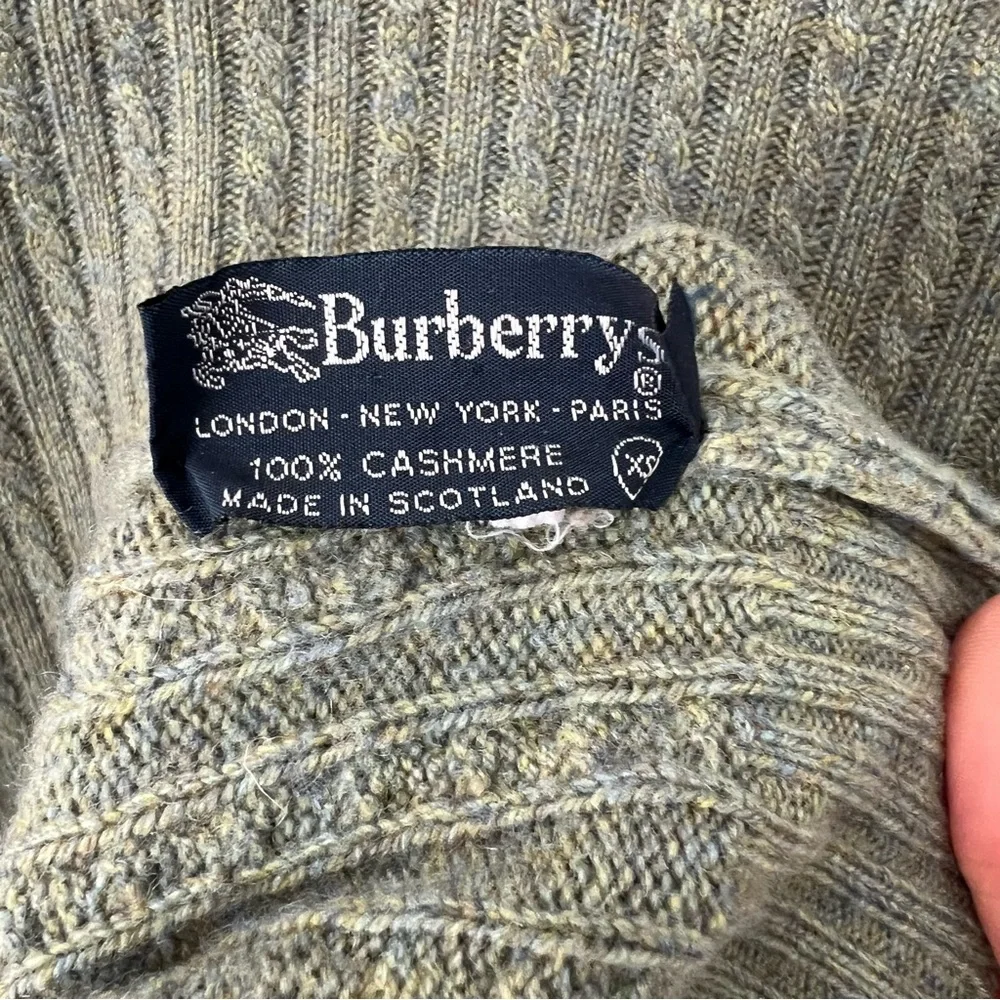 Burberrys®
LONDON - NEW YORK - PARIS
100% CASHMERE
MADE IN SCOTLAND
XS